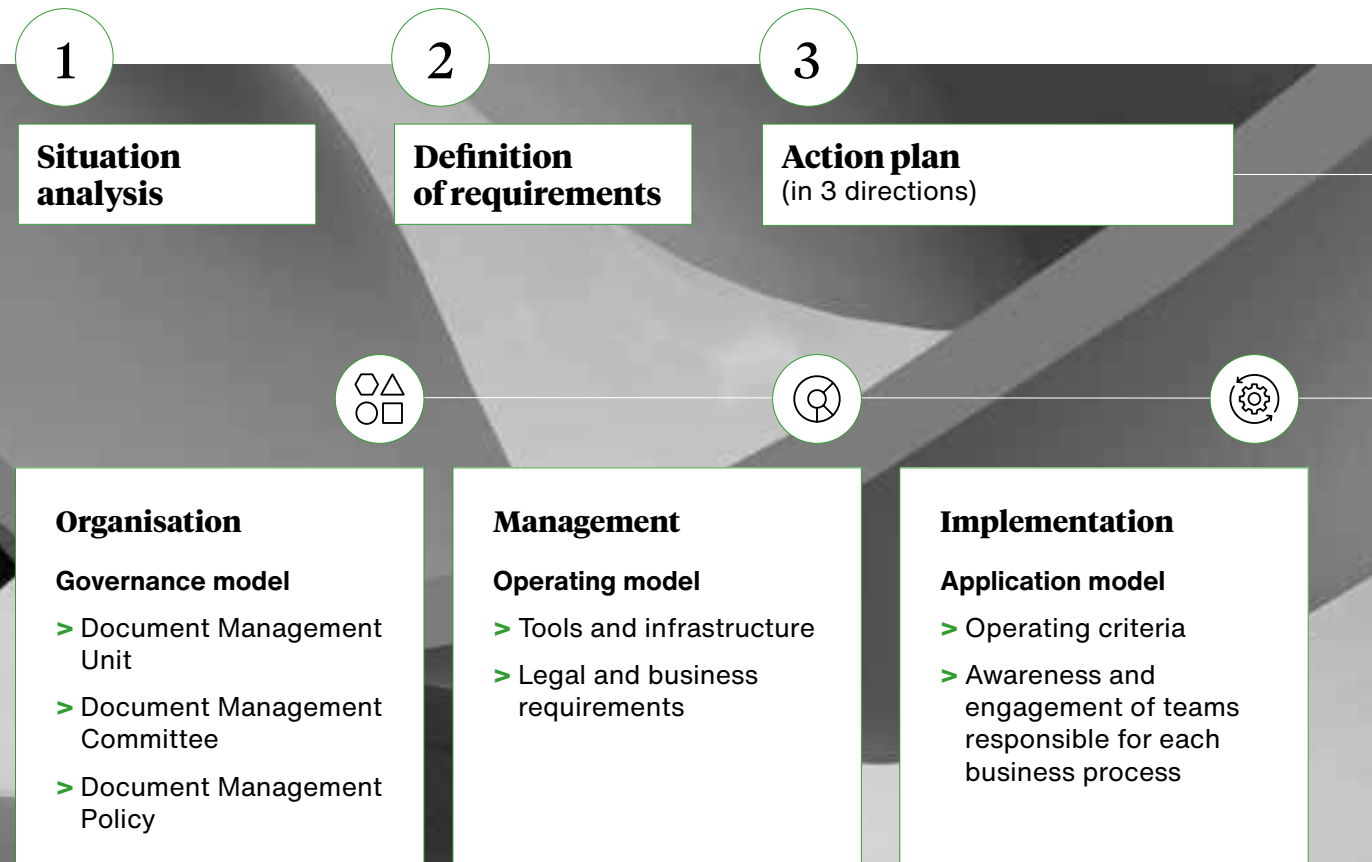 1
2
3
Situation
analysis
Definition
of requirements
Action plan
(in 3 directions)
Organisation
Governance model
> Document Management
Unit
> Document Management
Committee
> Document Management
Policy
Management
Operating model
> Tools and infrastructure
> Legal and business
requirements
Implementation
Application model
> Operating criteria
> Awareness and
engagement of teams
responsible for each
business process